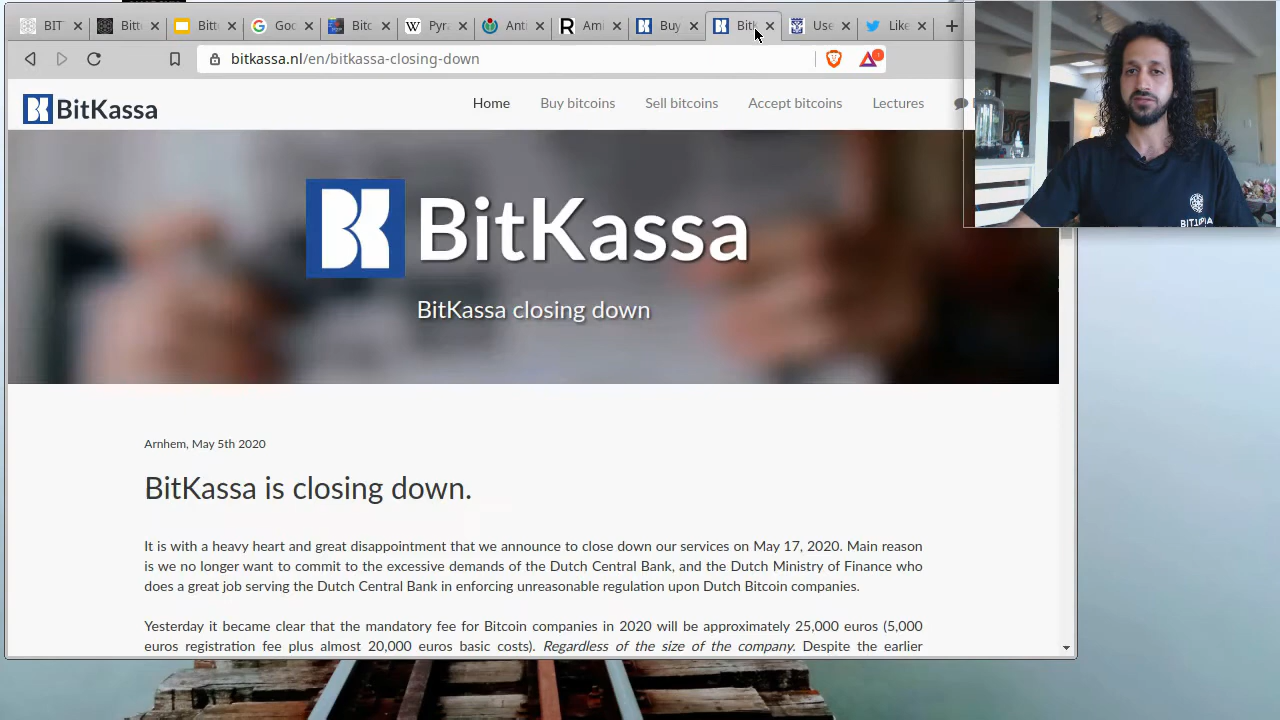 BIT
Bitt
Bitt
Goo
Bitc
Pyr
Anti
Aml
Buy
Bitk
Use
Like
bitkassa.nl/en/bitkassa-closing-down
BitKassa
Home
Buy bitcoins
Sell bitcoins
Accept bitcoins
Lectures
BitKassa
BitKassa closing down
Arnhem, May 5th 2020
BitKassa is closing down.
It is with a heavy heart and great disappointment that we announce to close down our services on May 17, 2020. Main reason
is we no longer want to commit to the excessive demands of the Dutch Central Bank, and the Dutch Ministry of Finance who
does a great job serving the Dutch Central Bank in enforcing unreasonable regulation upon Dutch Bitcoin companies.
Yesterday it became clear that the mandatory fee for Bitcoin companies in 2020 will be approximately 25,000 euros (5,000
euros registration fee plus almost 20,000 euros basic costs). Regardless of the size of the company. Despite the earlier